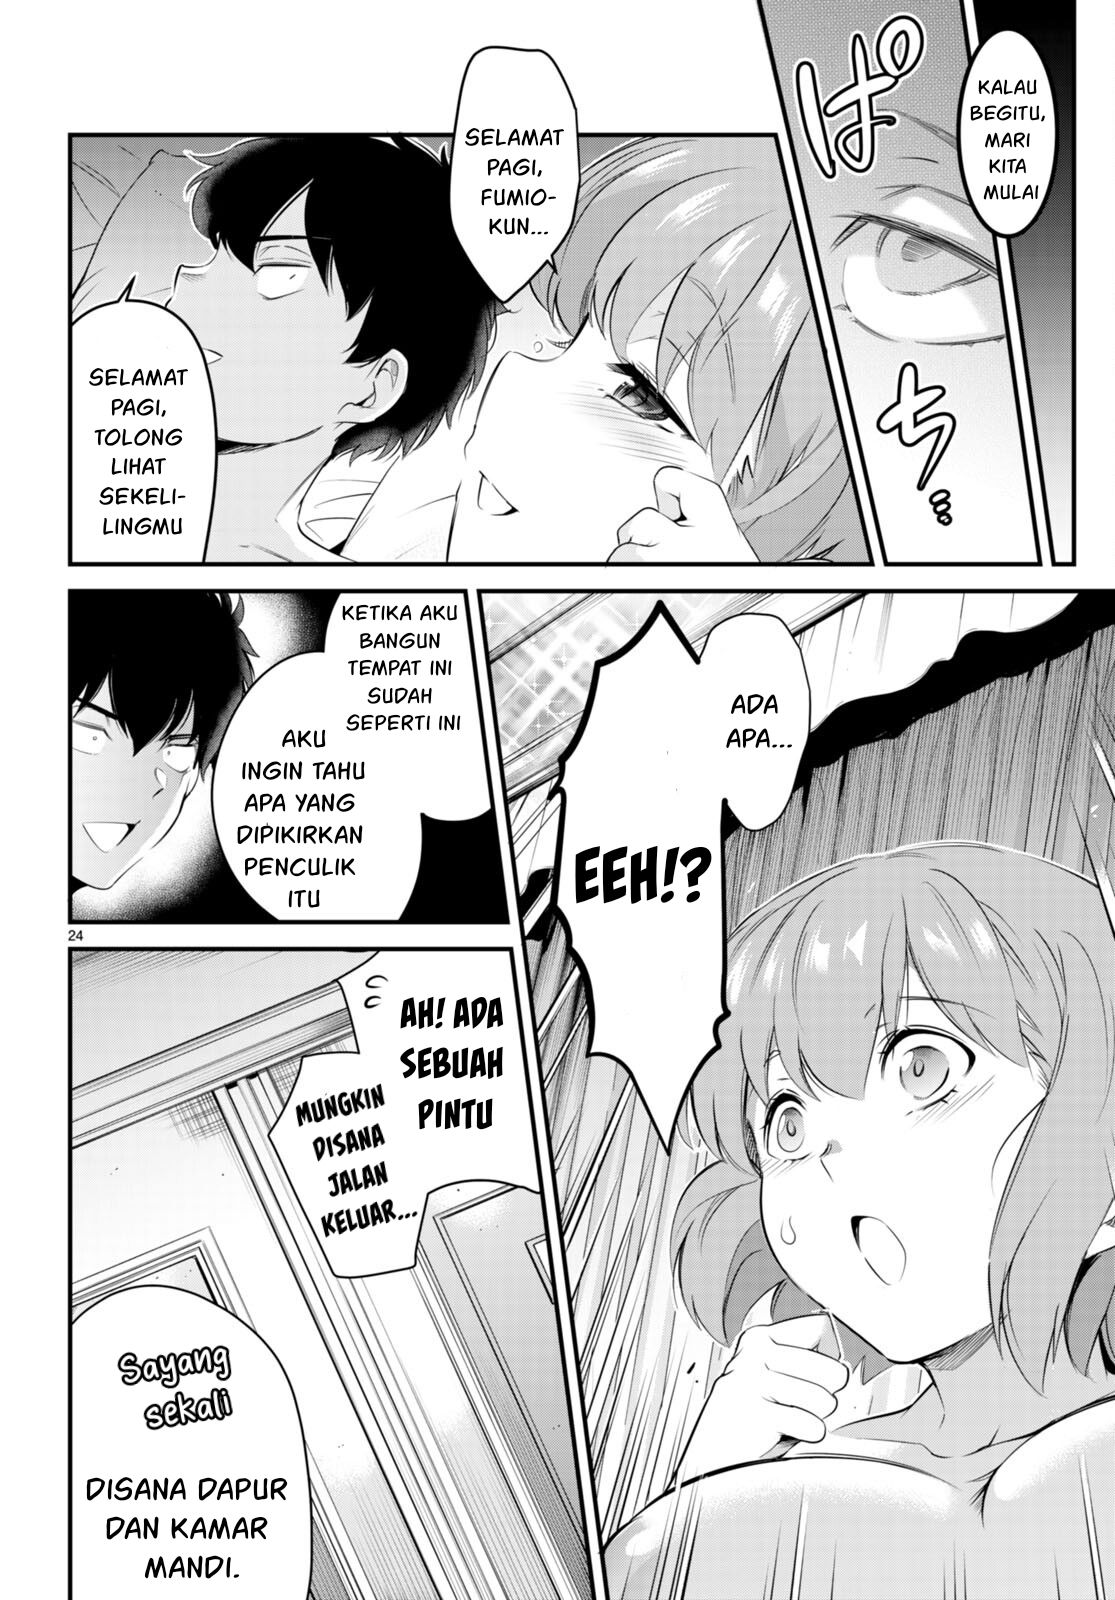 KALAU
BEGITU,
MARI
KITA
MULAI
ぱ
ち
SELAMAT
PAGI,
FUMIO-
KUN...
SELAMAT
PAGI,
TOLONG
LIHAT
SEKELI-
LINGMU
ADA
APA...
EEH!?
KETIKA AKU
BANGUN
TEMPAT INI
SUDAH
SEPERTI INI
AKU
INGIN TAHU
APA YANG
DIPIKIRKAN
PENCULIK
ITU
24
AH! ADA
SEBUAH
PINTU
MUNGKIN
DISANA
JALAN
KELUAR...
Sayang
sekali
DISANA DAPUR
DAN KAMAR
MANDI.